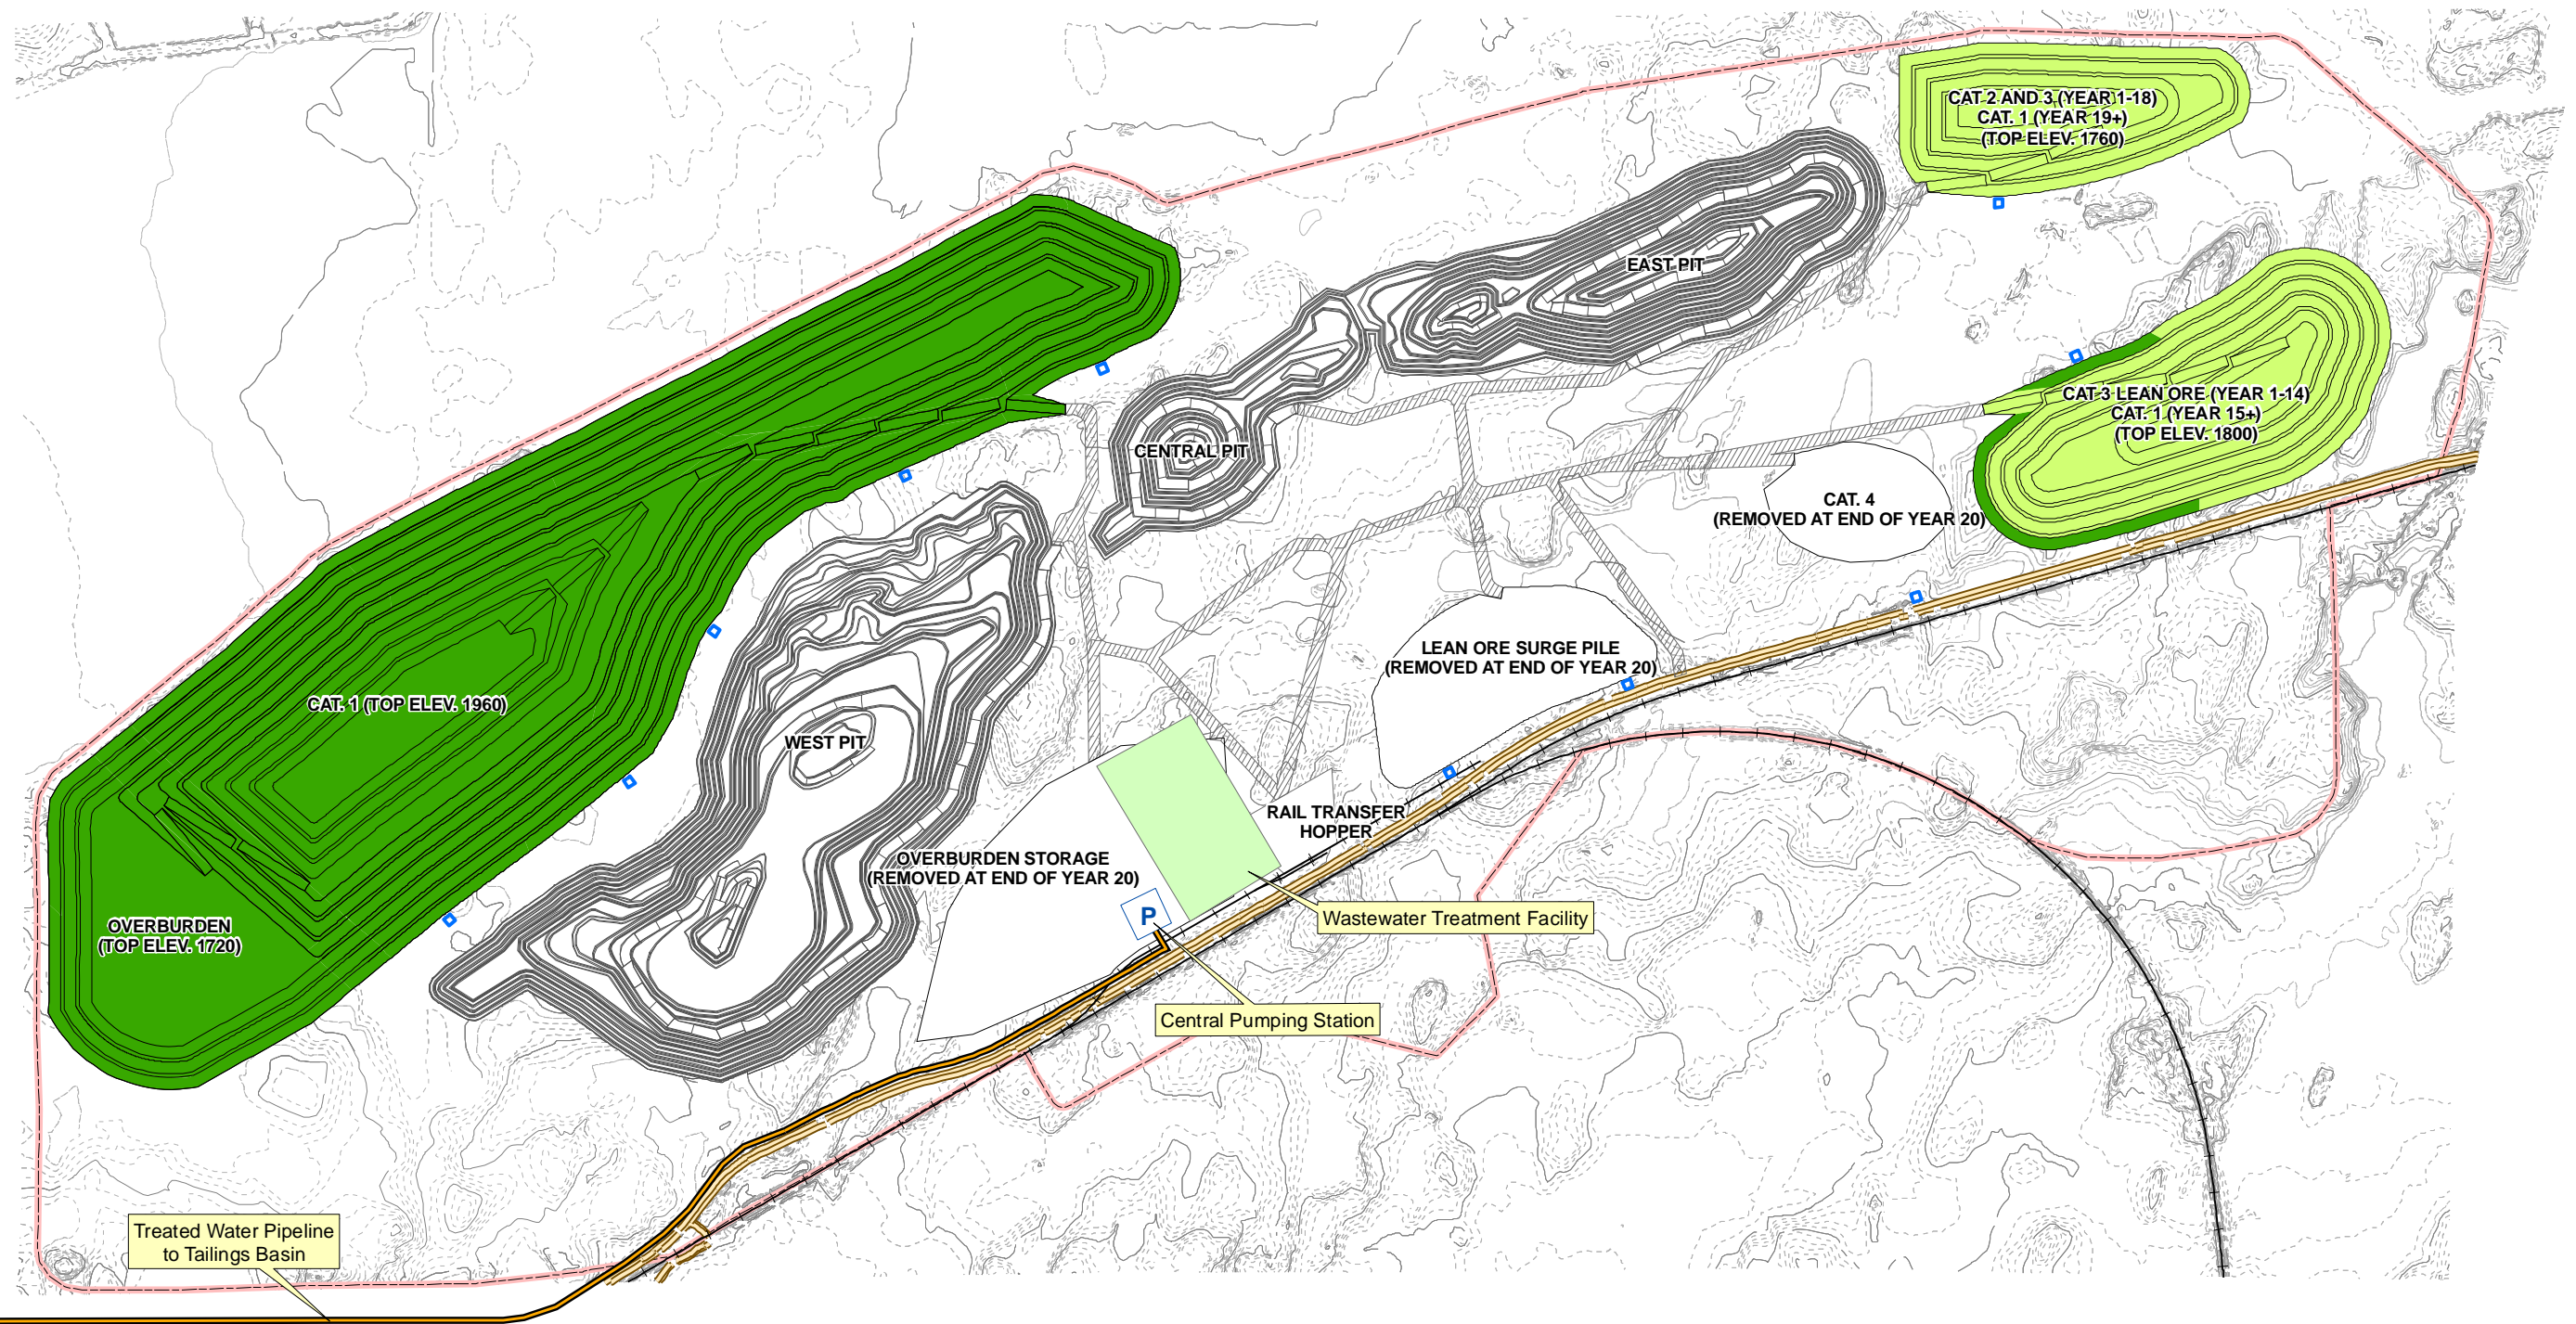 CAT 2 AND 3 (YEAR 1-18)
CAT. 1 (YEAR 19+)
(TOP ELEV. 1760)
EAST PIT
CAT 3 LEAN ORE (YEAR 1-14)
CAT. 1 (YEAR 15+)
(TOP ELEV. 1800)
CENTRAL PIT
CAT. 4
(REMOVED AT END OF YEAR 20)
LEAN ORE SURGE PILE
(REMOVED AT END OF YEAR 20)
CAT. 1 (TOP ELEV. 1960)
WEST PIT
RAIL TRANSFER
HOPPER
OVERBURDEN STORAGE
(REMOVED AT END OF YEAR 20)
P
Wastewater Treatment Facility
OVERBURDEN
(TOP ELEV. 1720)
Central Pumping Station
Treated Water Pipeline
to Tailings Basin